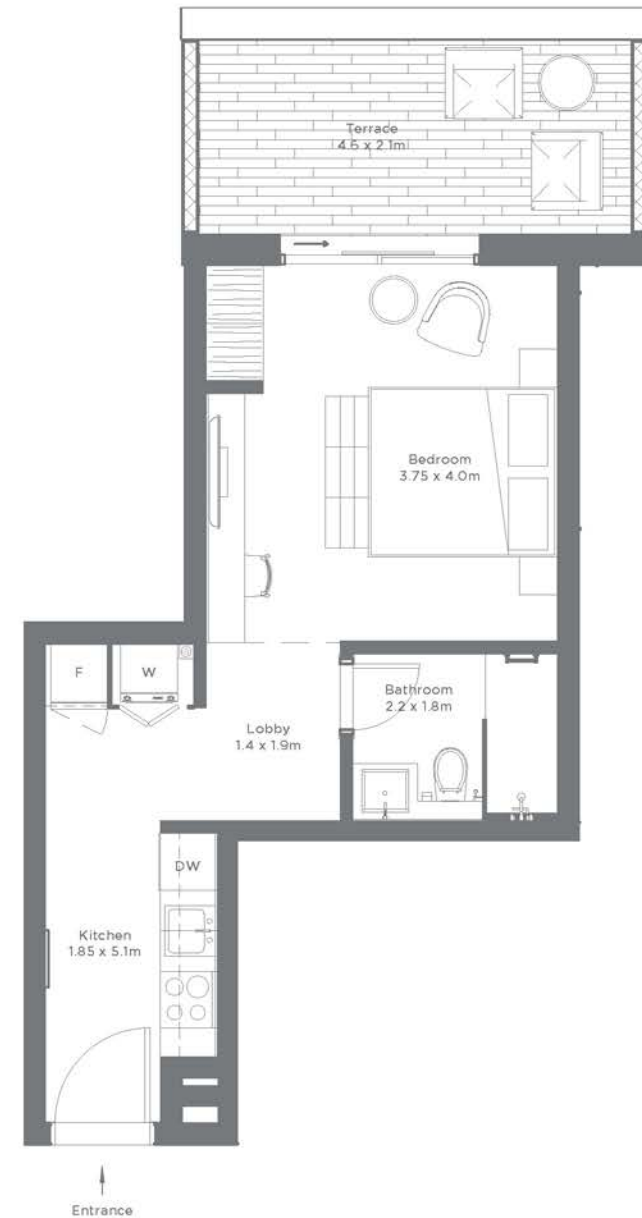 Terrace
4.6 x 2.1m
Bedroom
3.75 x 4.0m
F
W
Bathroom
2.2 x 1.8m
Lobby
1.4 x 1.9m
DW
Kitchen
1.85 x 5.1m
Entrance